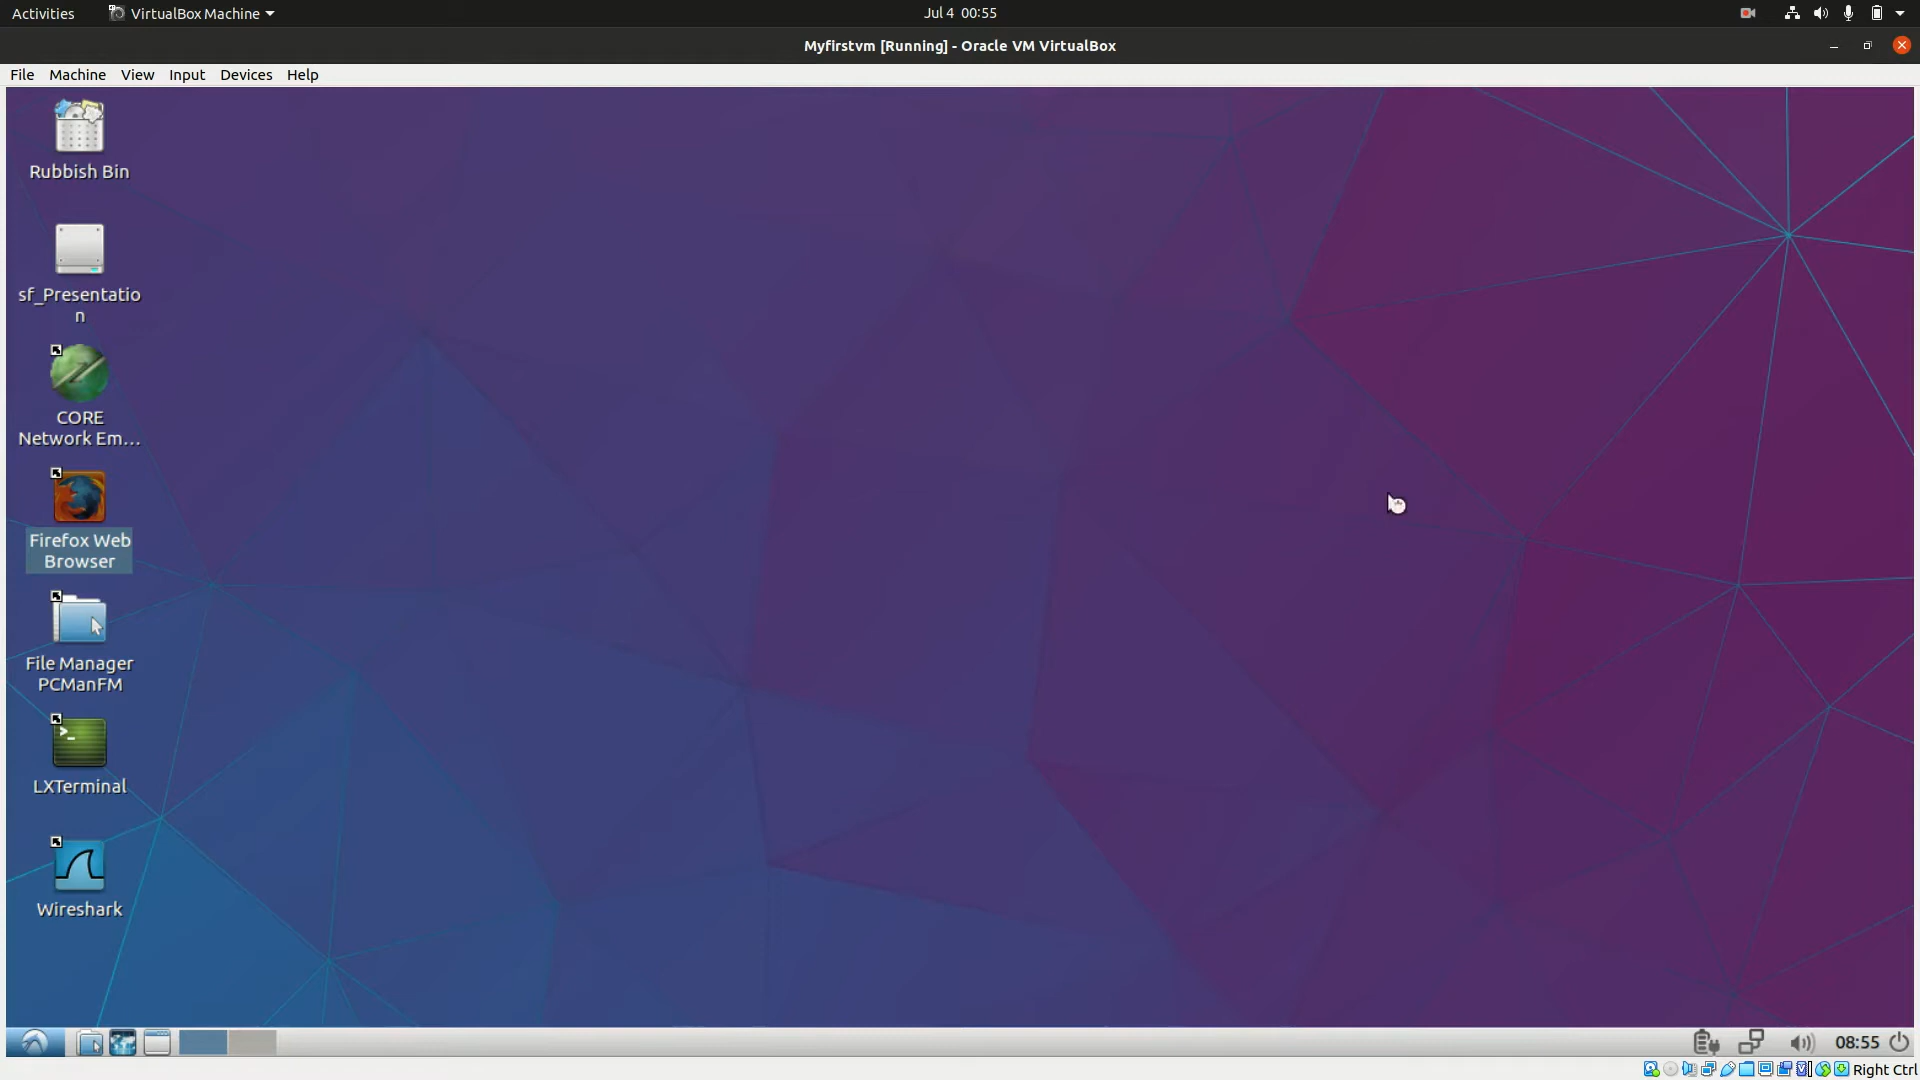 Activities
VirtualBox Machine
Jul 4 00:55
Myfirstvm [Running] - Oracle VM VirtualBox
File Machine View Input Devices Help
Rubbish Bin
sf_Presentatio
n
CORE
Network Em...
Firefox Web
Browser
File Manager
PCManFM
>_
LXTerminal
Wireshark
08:55
Right Ctrl